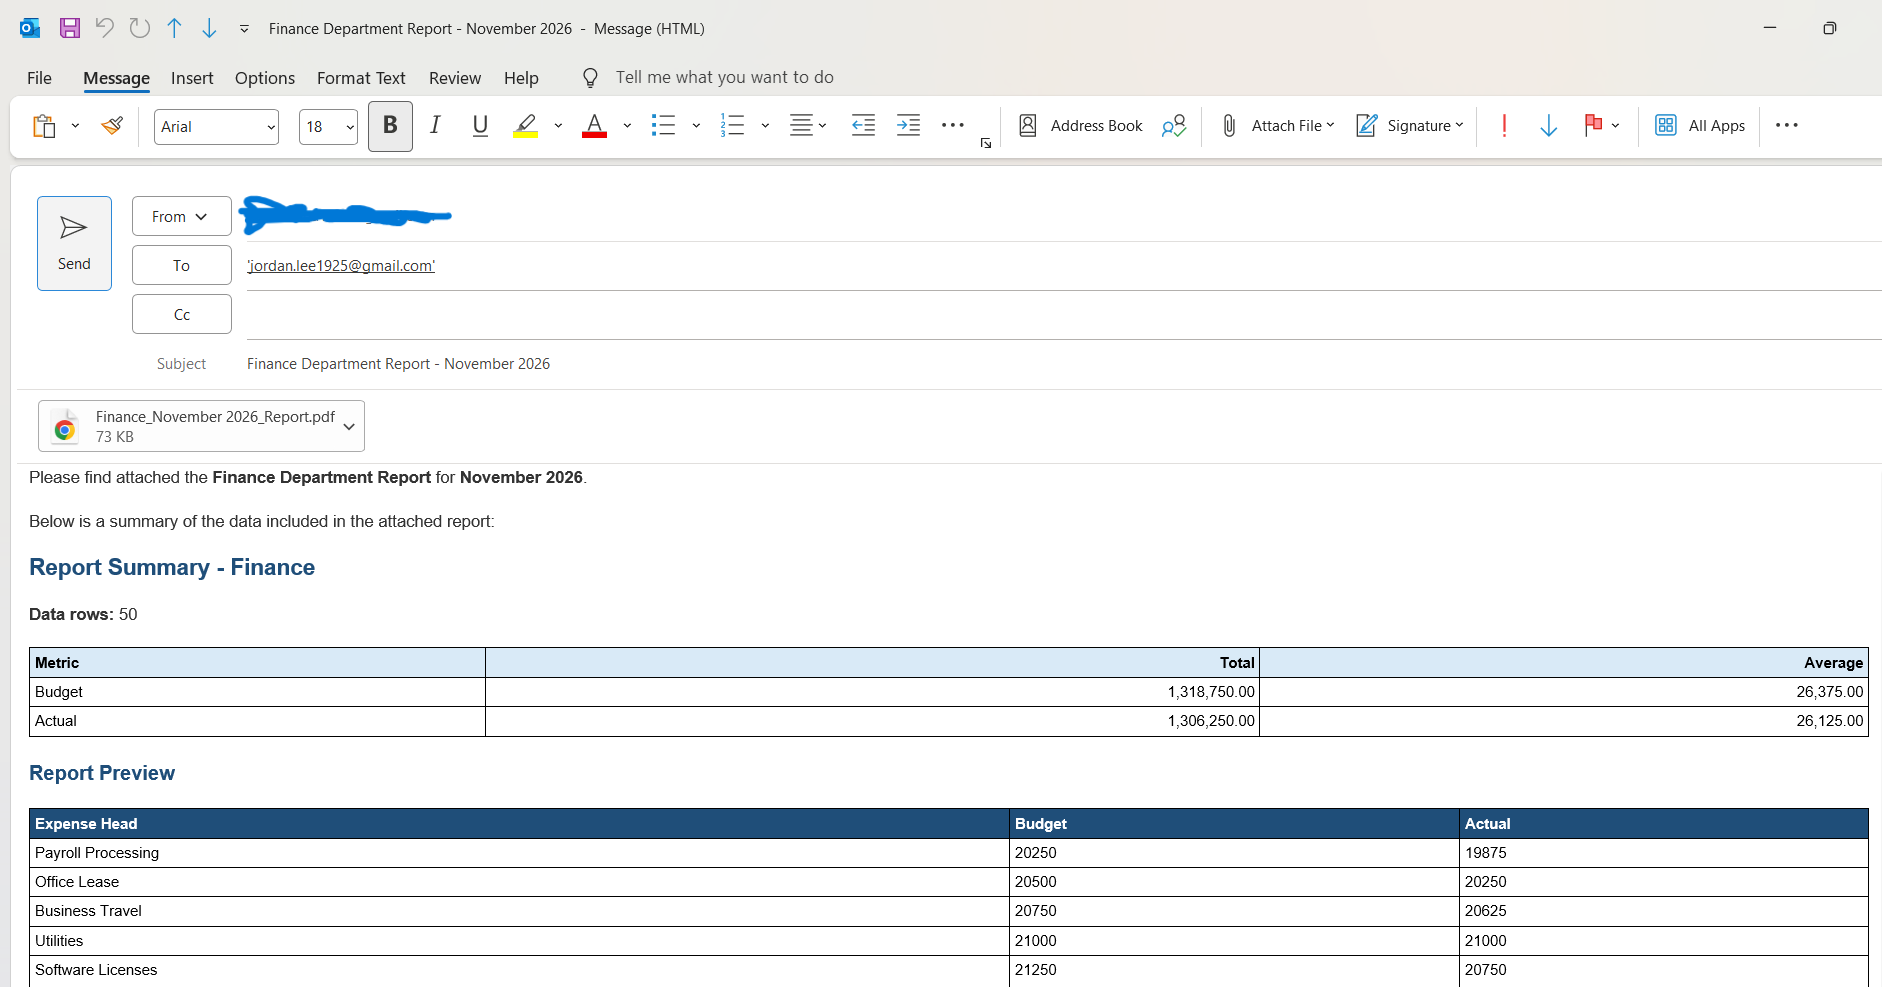 Finance Department Report - November 2026 - Message (HTML)
File Message Insert Options Format Text Review Help Tell me what you want to do
Arial 18 B I U A Address Book Attach File Signature All Apps
Send
From
To 'jordan.lee1925@gmail.com'
Cc
Subject Finance Department Report - November 2026
Finance_November 2026_Report.pdf
73 KB
Please find attached the Finance Department Report for November 2026.
Below is a summary of the data included in the attached report:
Report Summary - Finance
Data rows: 50
Metric Total Average
Budget 1,318,750.00 26,375.00
Actual 1,306,250.00 26,125.00
Report Preview
Expense Head Budget Actual
Payroll Processing 20250 19875
Office Lease 20500 20250
Business Travel 20750 20625
Utilities 21000 21000
Software Licenses 21250 20750